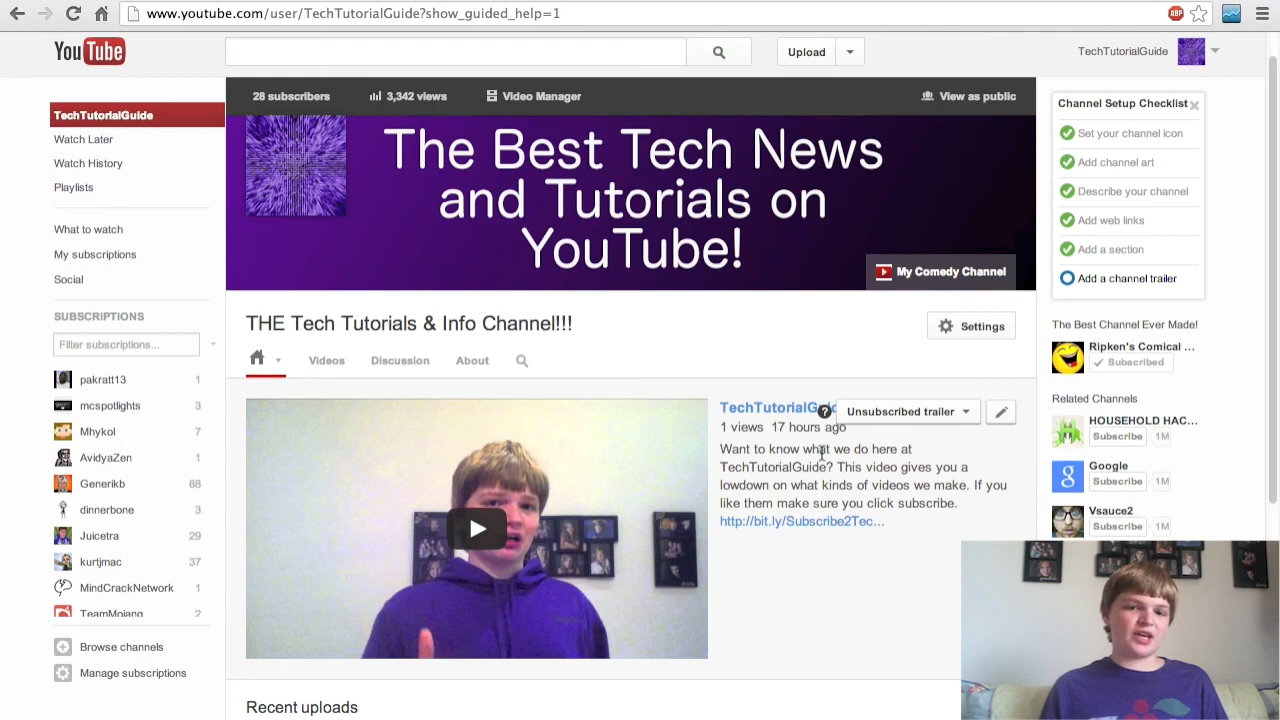 www.youtube.com/user/TechTutorialGuide?show_guided_help=1
ABP
YouTube
Upload
TechTutorialGuide
TechTutorialGuide
Watch Later
Watch History
Playlists
What to watch
My subscriptions
Social
SUBSCRIPTIONS
Filter subscriptions...
pakratt13 1
mcspotlights 3
Mhykol 7
AvidyaZen 1
Generikb 88
dinnerbone 3
Juicetra 29
kurtjmac 37
MindCrackNetwork 1
TeamMojang 2
Browse channels
Manage subscriptions
28 subscribers 3,342 views Video Manager View as public
The Best Tech News
and Tutorials on
YouTube!
My Comedy Channel
THE Tech Tutorials & Info Channel!!!
Settings
Videos Discussion About
TechTutorialG
? Unsubscribed trailer
1 views 17 hours ago
Want to know what we do here at
TechTutorialGuide? This video gives you a
lowdown on what kinds of videos we make. If you
like them make sure you click subscribe.
http://bit.ly/Subscribe2Tec...
Recent uploads
Channel Setup Checklist
Set your channel icon
Add channel art
Describe your channel
Add web links
Add a section
Add a channel trailer
The Best Channel Ever Made!
Ripken's Comical ...
Subscribed
Related Channels
HOUSEHOLD HAC...
Subscribe 1M
Google
Subscribe 1M
Vsauce2
Subscribe 1M